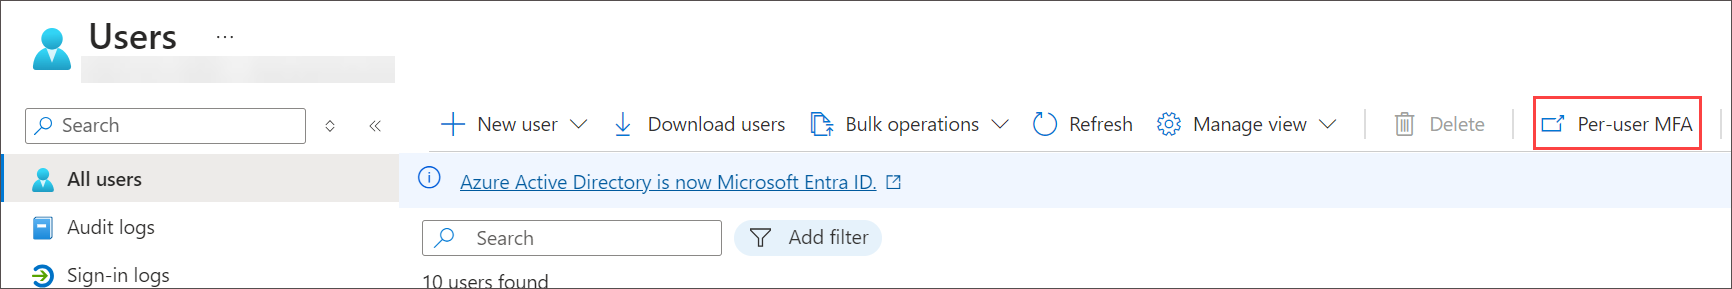 Users ...
Search
New user
Download users
Bulk operations
Refresh
Manage view
Delete
Per-user MFA
All users
Audit logs
Sign-in logs
Azure Active Directory is now Microsoft Entra ID.
Search
Add filter
10 users found